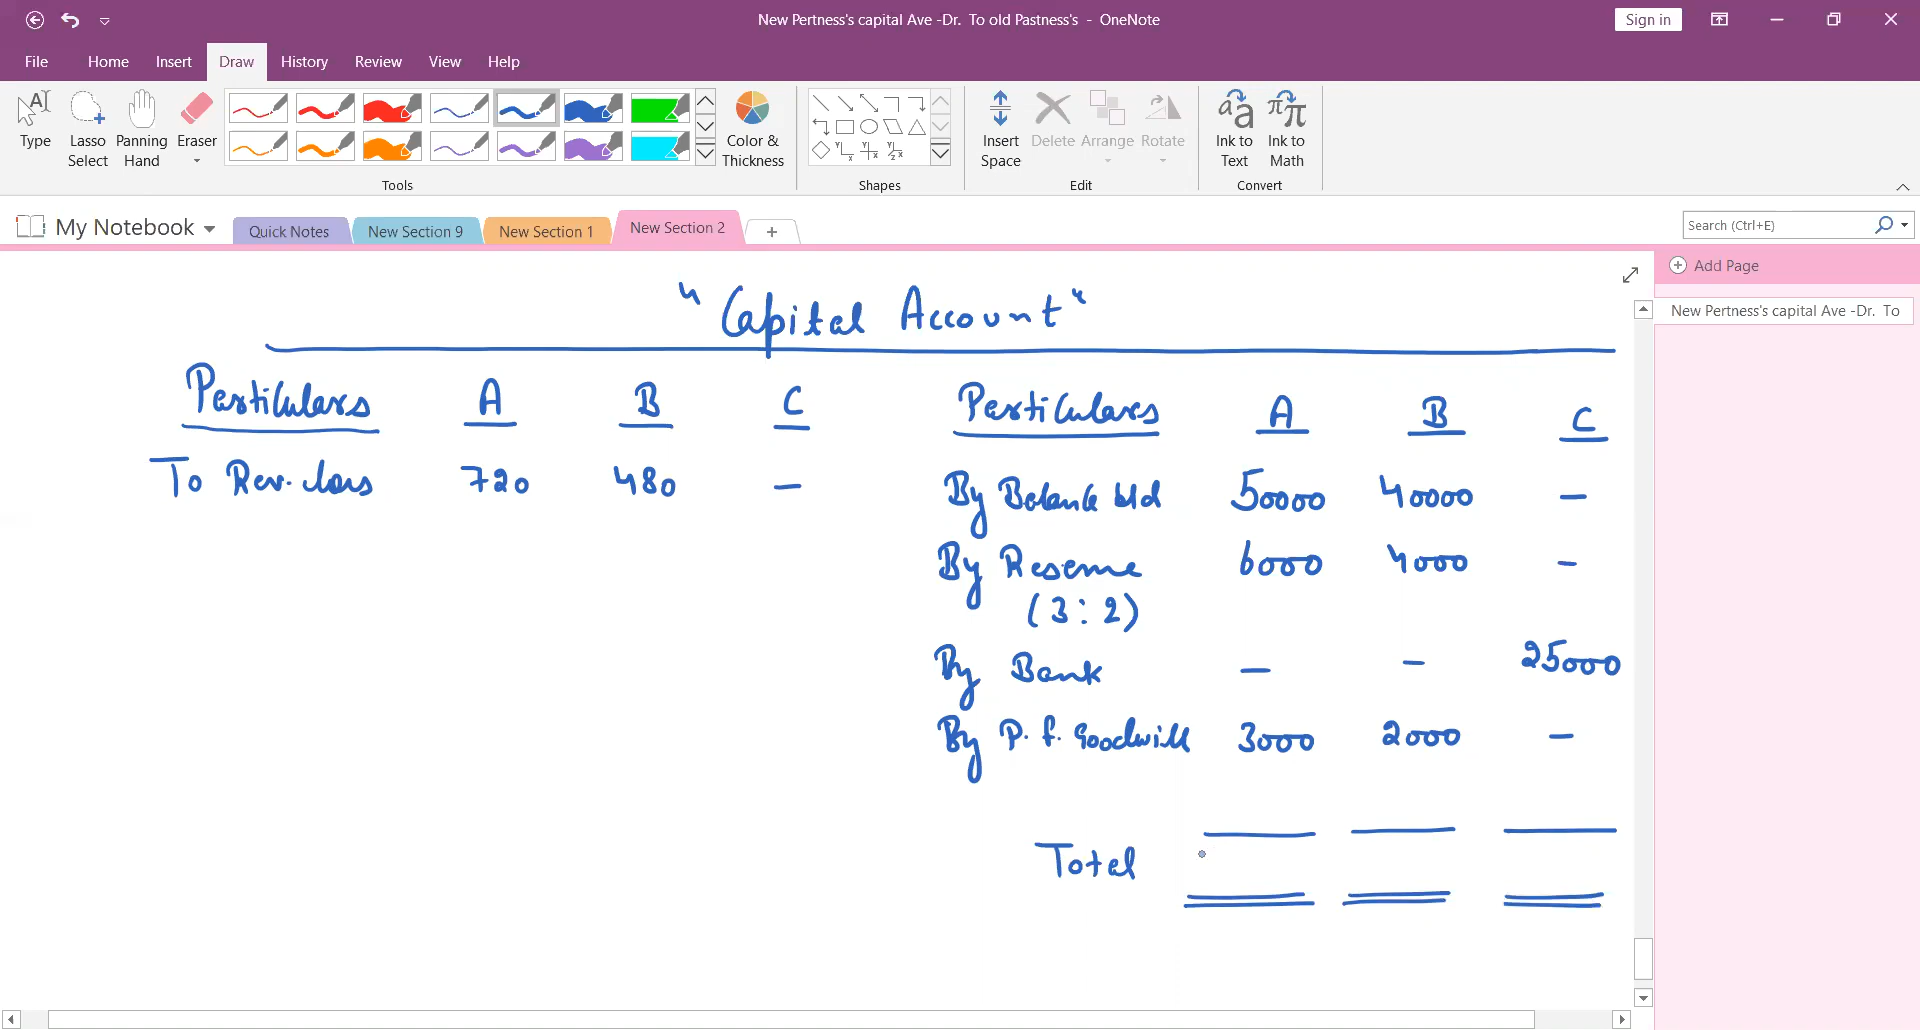 New Pertness's capital Ave -Dr. To old Pastness's - OneNote
Sign in
File Home Insert Draw History Review View Help
Type
Lasso Select
Panning Hand
Eraser
Color & Thickness
Insert Space
Delete
Arrange
Rotate
Ink to Text
Ink to Math
Tools Shapes Edit Convert
My Notebook Quick Notes New Section 9 New Section 1 New Section 2 +
Search (Ctrl+E)
Add Page
New Pertness's capital Ave -Dr. To
"Capital Account"
Particulars A B C Particulars A B C
To Rev. loss 720 480 - By Balance b/d 50000 40000 -
By Reserve 6000 4000 -
(3:2)
By Bank - - 25000
By P. f. Goodwill 3000 2000 -
Total